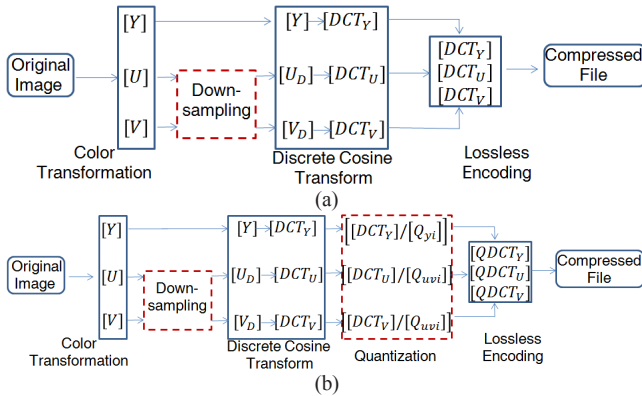 [Y]
[Y]
[DCT_Y]
Original
Image
[U]
Down-
sampling
[U_D]
[DCT_U]
[DCT_Y]
[DCT_U]
[DCT_V]
Compressed
File
[V]
[V_D]
[DCT_V]
Color
Transformation
Discrete Cosine
Transform
Lossless
Encoding
(a)
[Y]
[Y]
[DCT_Y]
[[DCT_Y]/[Q_yi]]
Original
Image
[U]
Down-
sampling
[U_D]
[DCT_U]
[[DCT_U]/[Q_uvi]]
[QDCT_Y]
[QDCT_U]
[QDCT_V]
Compressed
File
[V]
[V_D]
[DCT_V]
[[DCT_V]/[Q_uvi]]
Color
Transformation
Discrete Cosine
Transform
Quantization
Lossless
Encoding
(b)